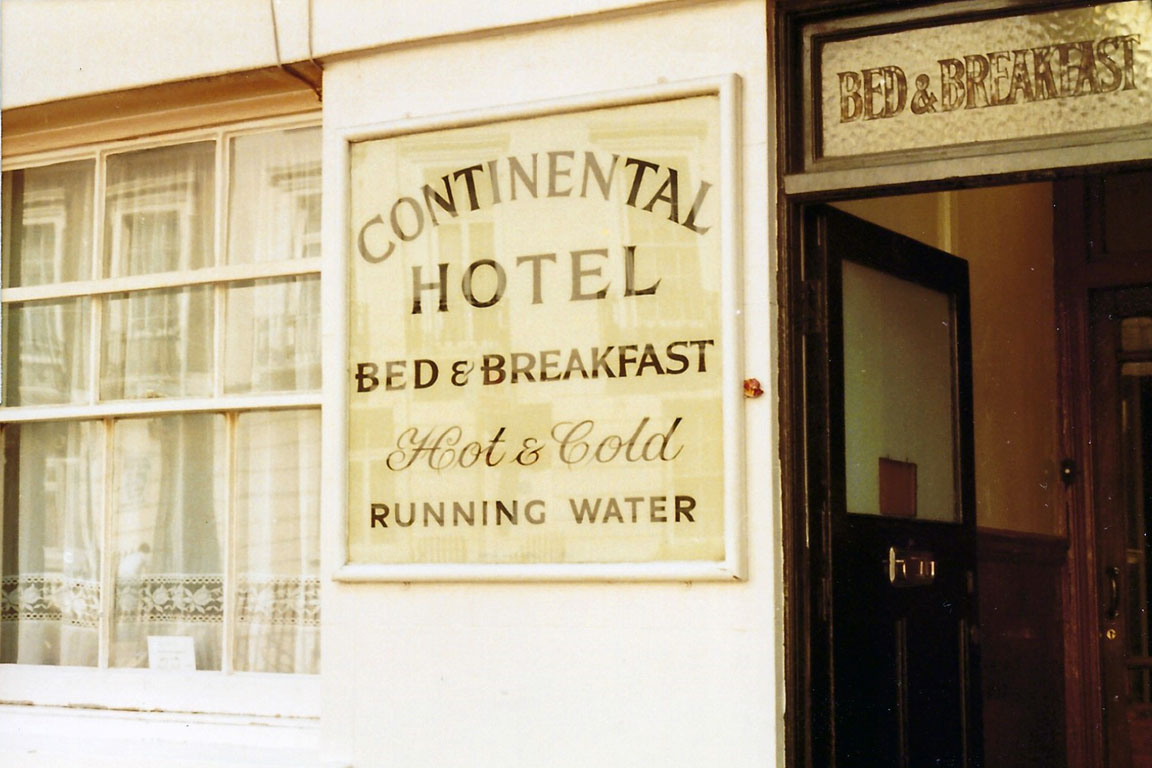 CONTINENTAL
HOTEL
BED & BREAKFAST
Hot & Cold
RUNNING WATER
BED & BREAKFAST